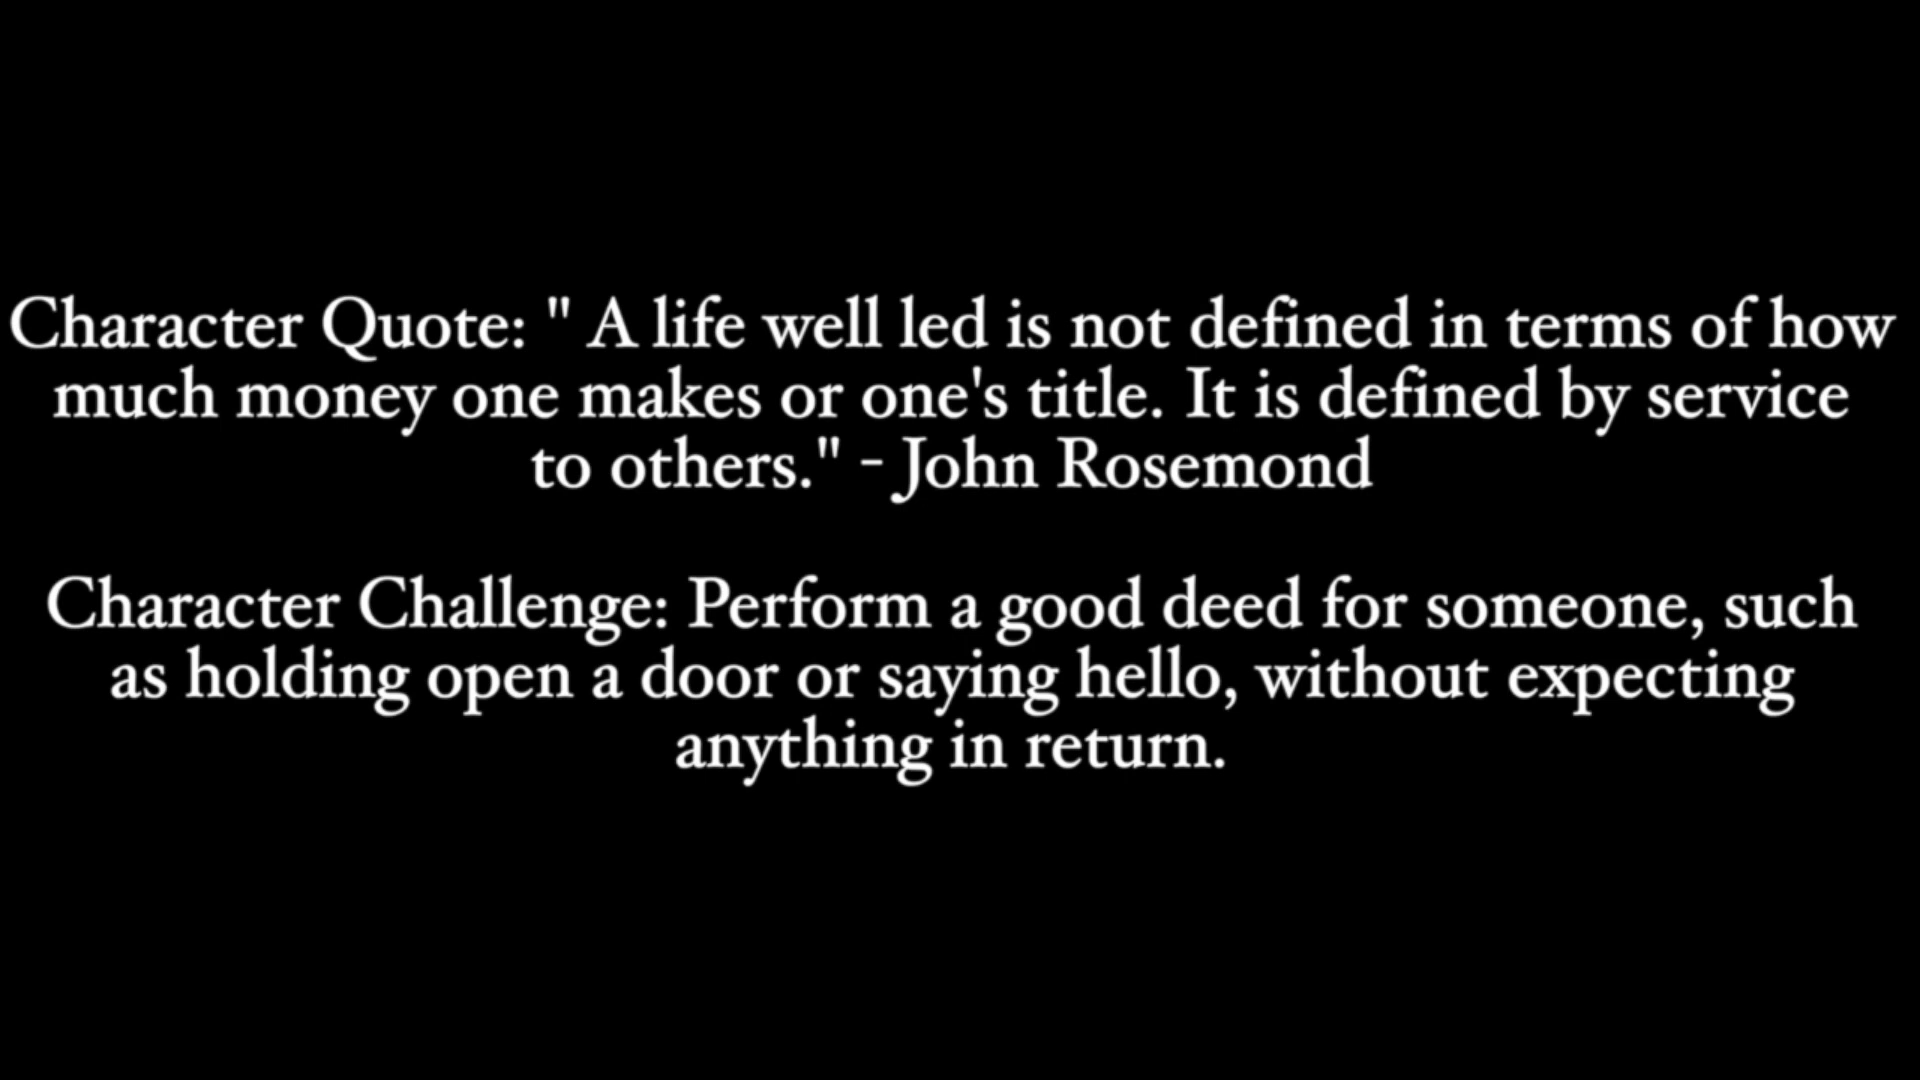 Character Quote: " A life well led is not defined in terms of how
much money one makes or one's title. It is defined by service
to others." - John Rosemond
Character Challenge: Perform a good deed for someone, such
as holding open a door or saying hello, without expecting
anything in return.